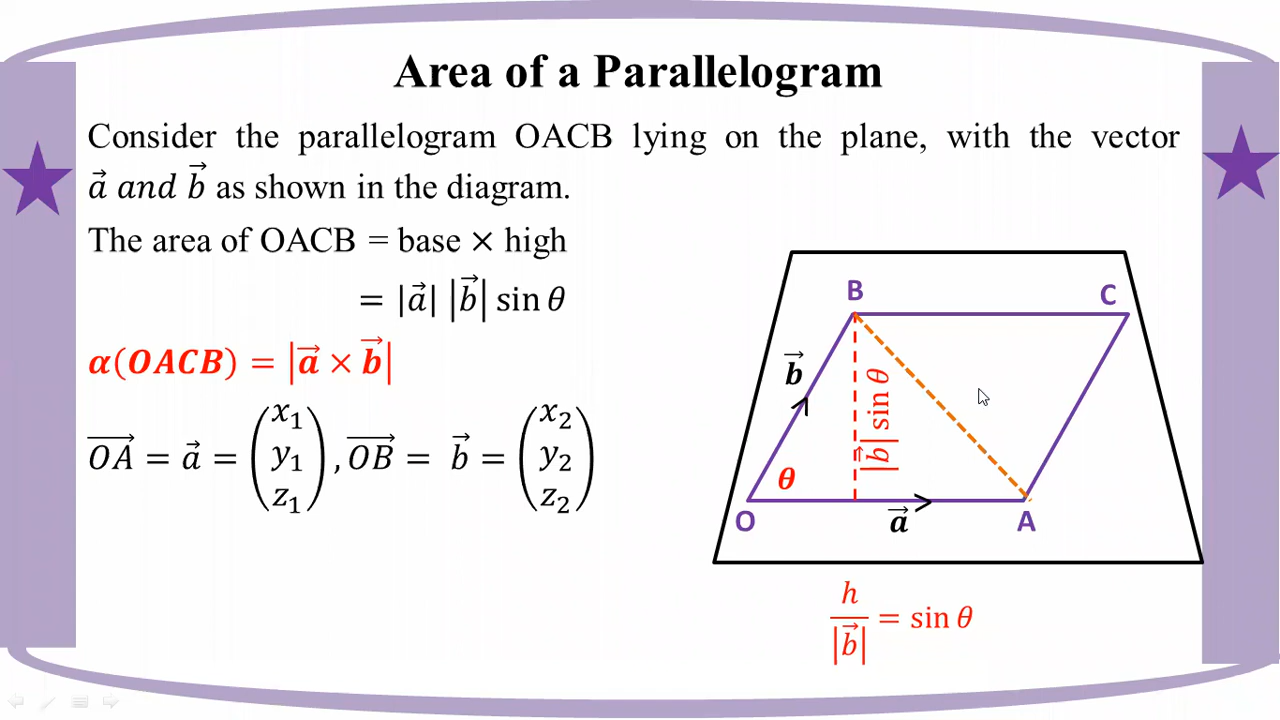 Area of a Parallelogram
Consider the parallelogram OACB lying on the plane, with the vector
a⃗ and b⃗ as shown in the diagram.
The area of OACB = base × high
= |a⃗| |b⃗| sin θ
α(OACB) = |a⃗ × b⃗|
OA⃗ = a⃗ = (x₁ y₁ z₁), OB⃗ = b⃗ = (x₂ y₂ z₂)
B
C
b⃗
|b⃗| sin θ
θ
O
a⃗
A
h/|b⃗| = sin θ